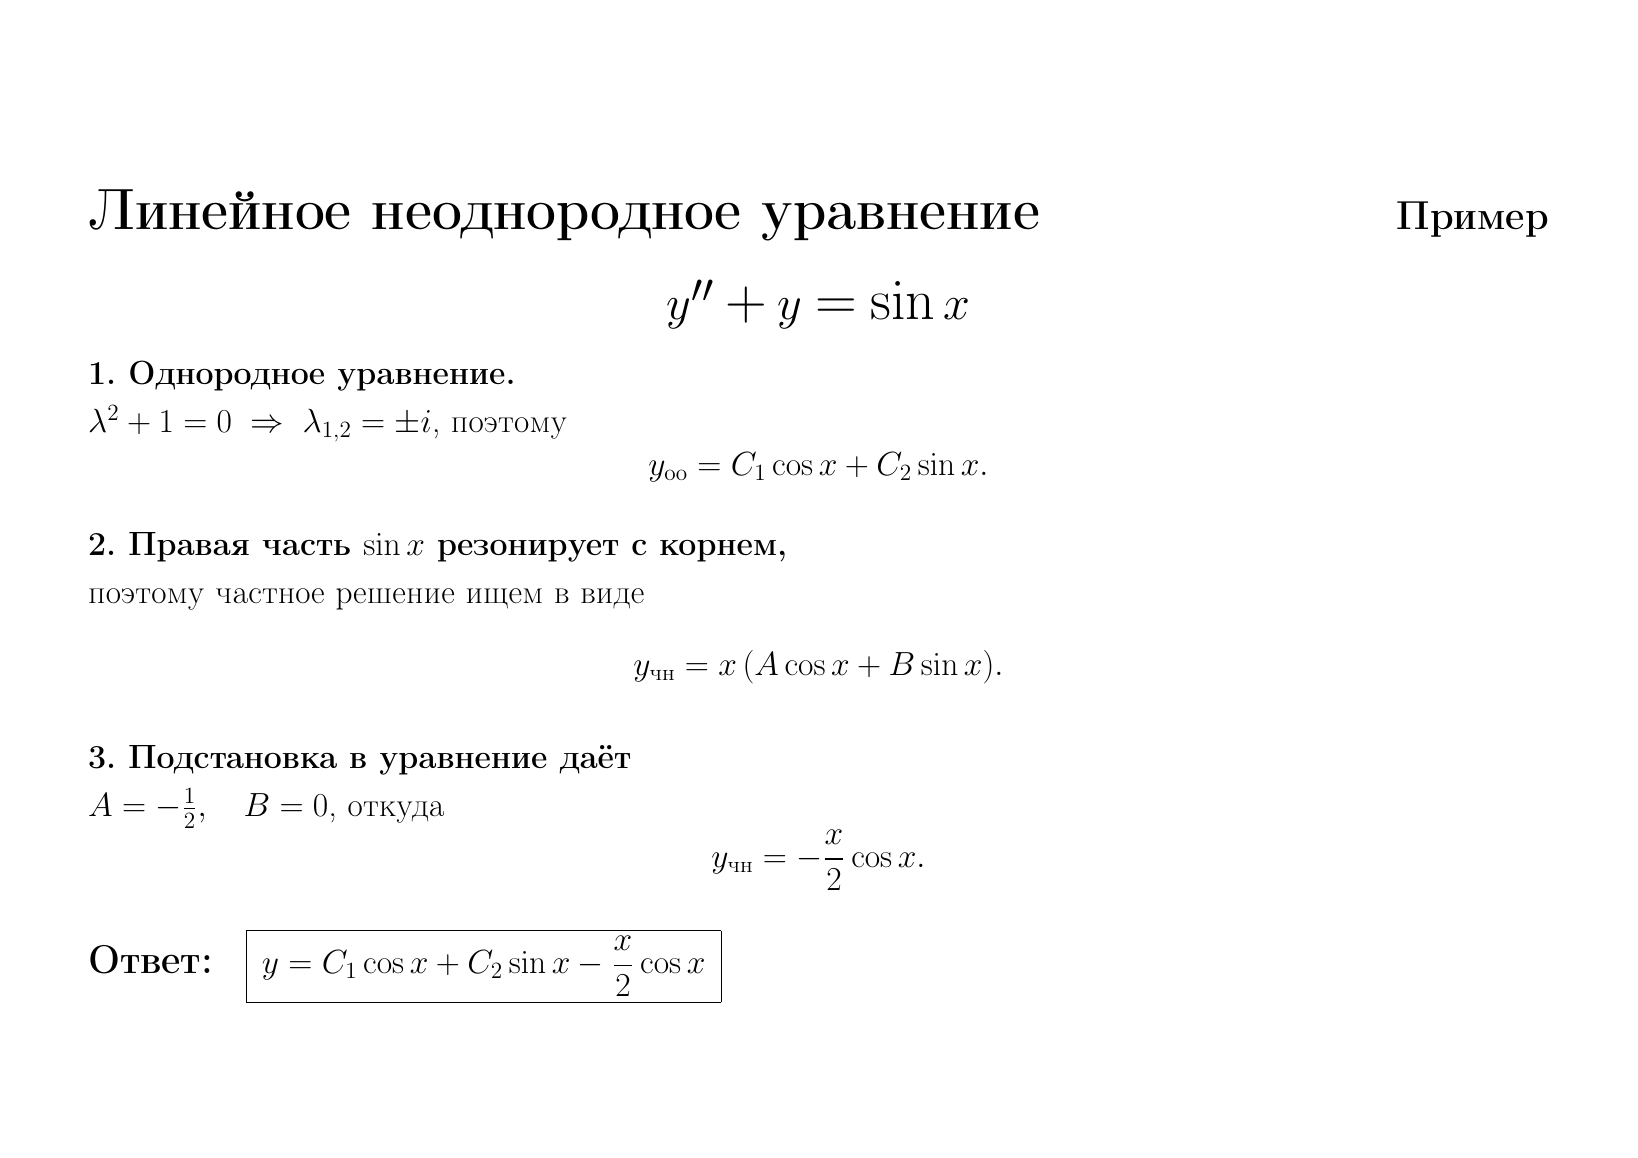 Линейное неоднородное уравнение Пример
y″ + y = sin x
1. Однородное уравнение.
λ² + 1 = 0 ⇒ λ₁,₂ = ±i, поэтому
y_оо = C₁ cos x + C₂ sin x.
2. Правая часть sin x резонирует с корнем,
поэтому частное решение ищем в виде
y_чн = x (A cos x + B sin x).
3. Подстановка в уравнение даёт
A = −½, B = 0, откуда
y_чн = −x/2 cos x.
Ответ: y = C₁ cos x + C₂ sin x − x/2 cos x